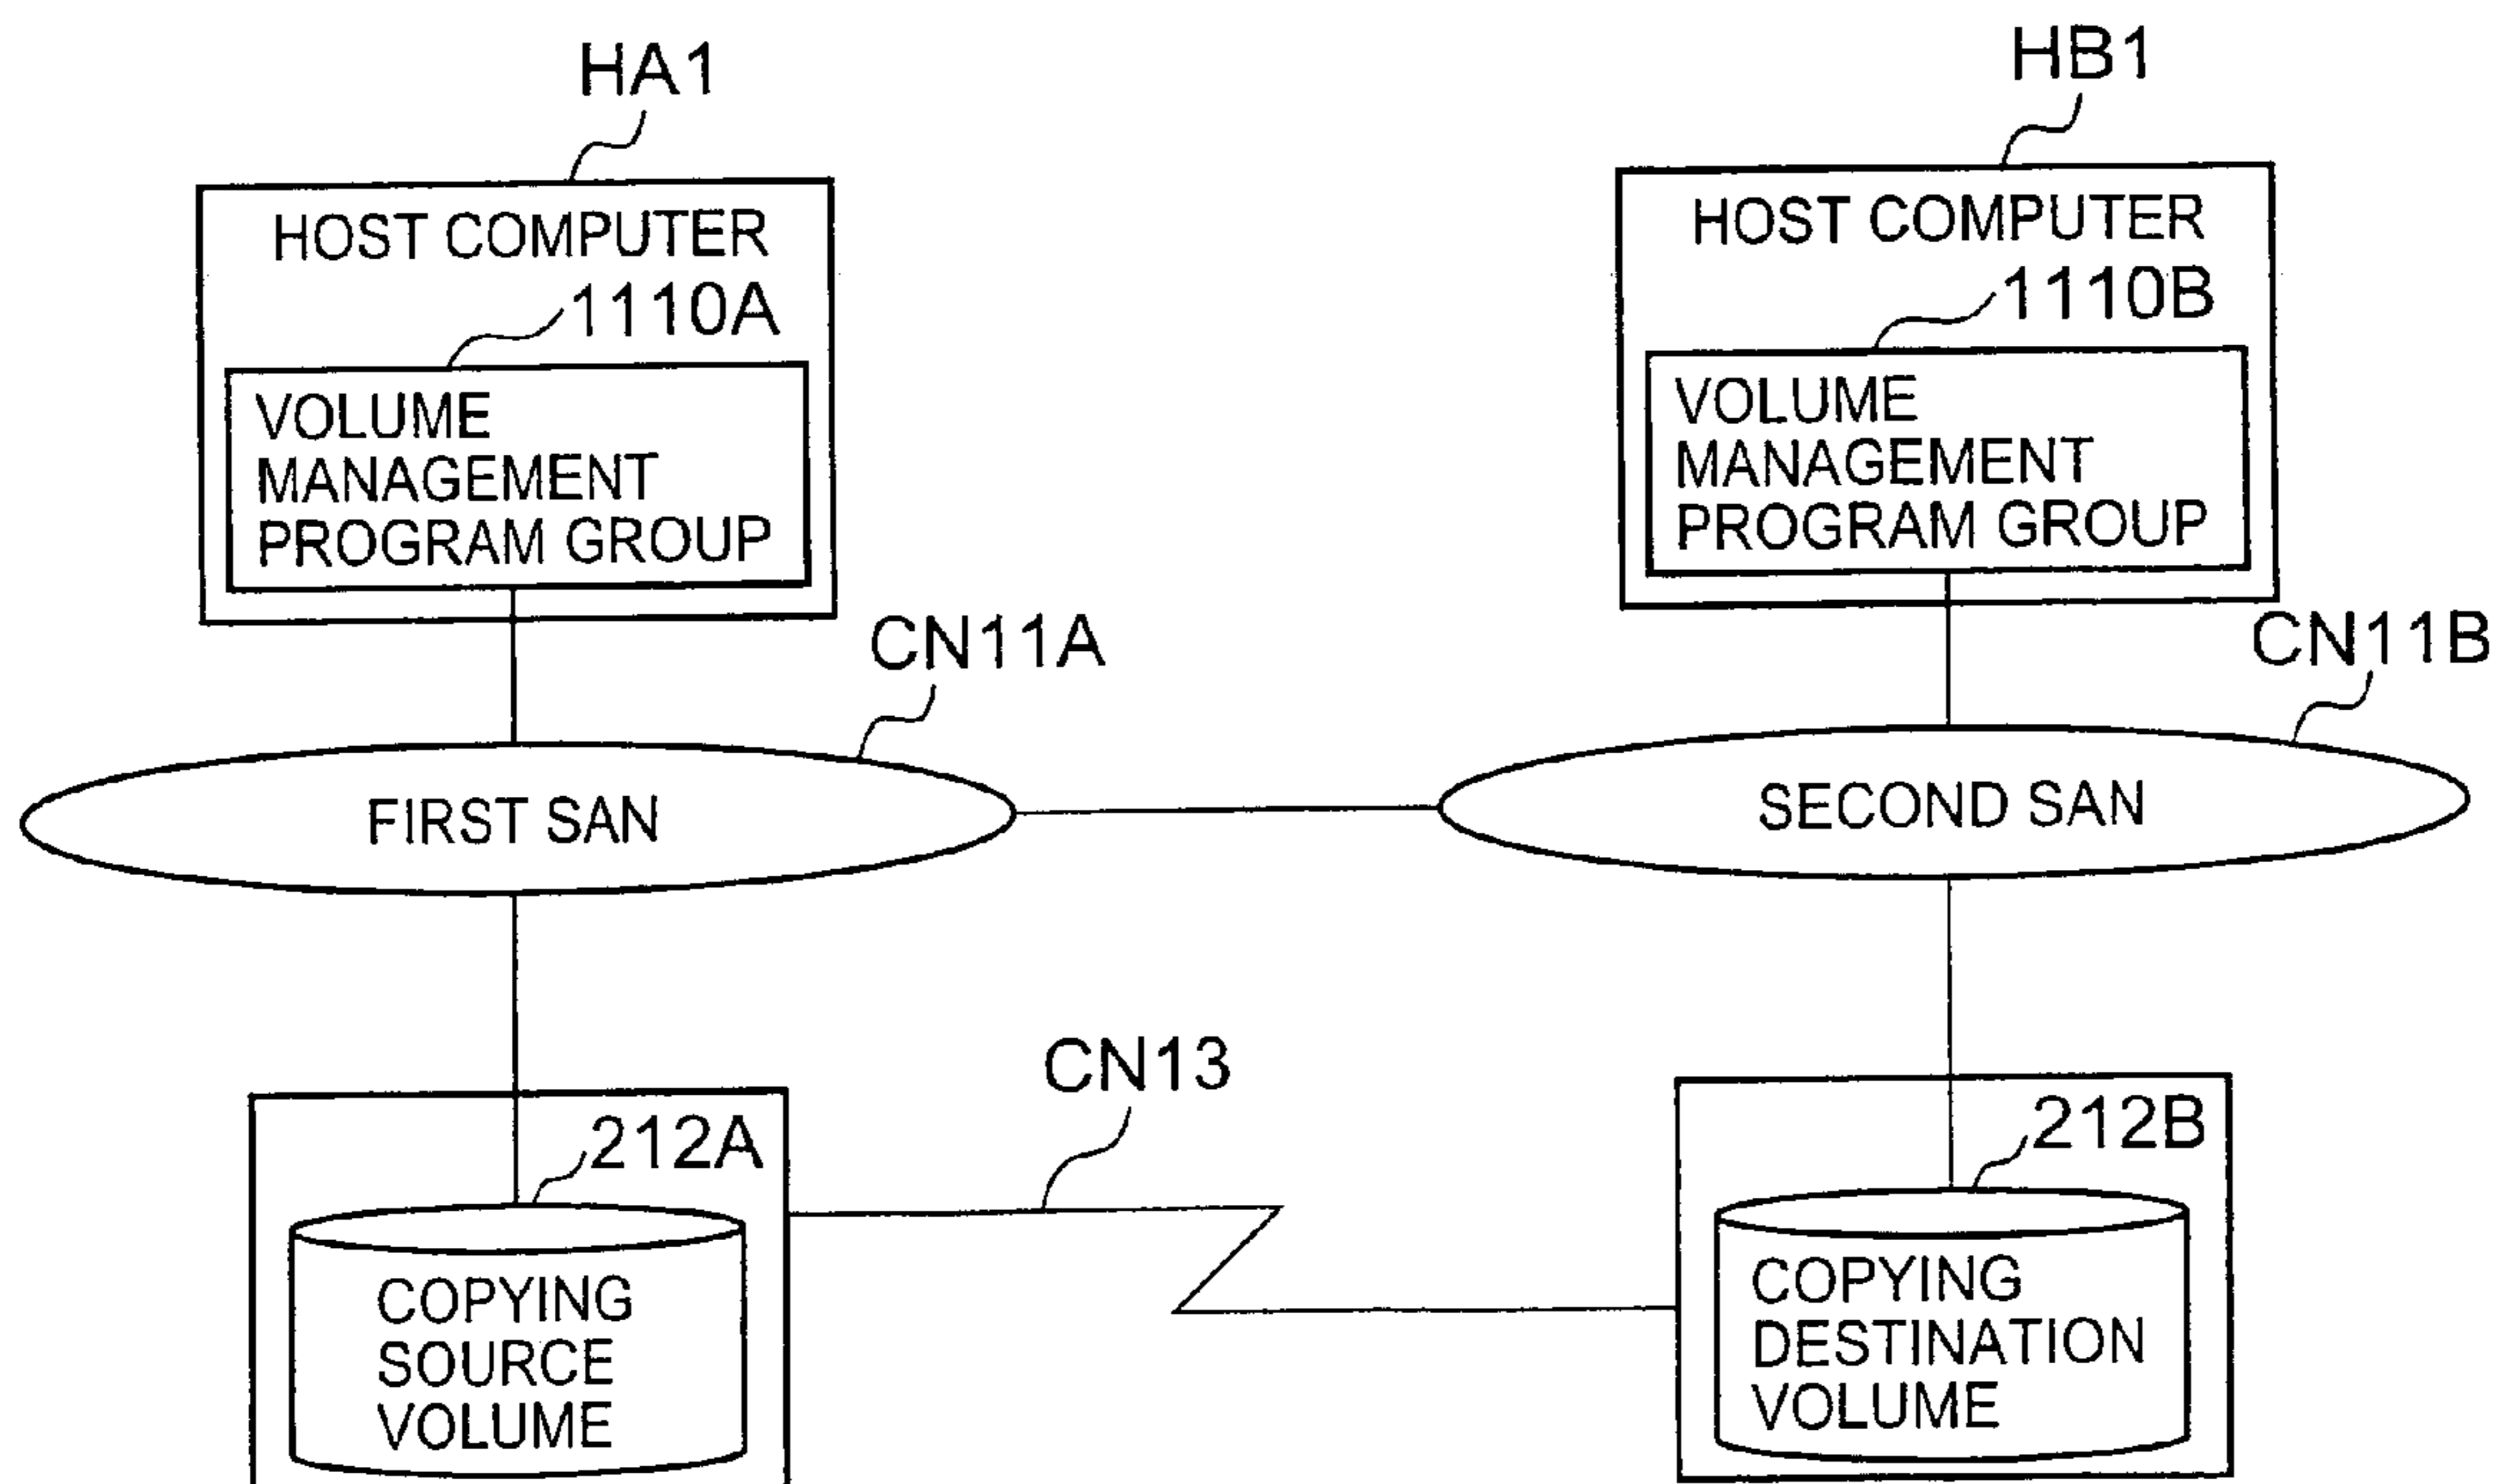 HA1
HB1
HOST COMPUTER
HOST COMPUTER
1110A
1110B
VOLUME
MANAGEMENT
PROGRAM GROUP
VOLUME
MANAGEMENT
PROGRAM GROUP
CN11A
CN11B
FIRST SAN
SECOND SAN
CN13
212A
212B
COPYING
SOURCE
VOLUME
COPYING
DESTINATION
VOLUME